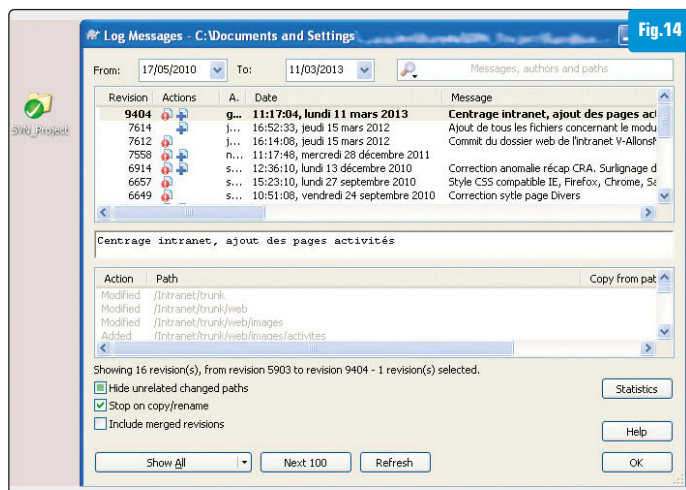 Fig.14
Log Messages - C:\Documents and Settings\
From: 17/05/2010 To: 11/03/2013 Messages, authors and paths
SVN_Project
Revision Actions A. Date Message
9404 g... 11:17:04, lundi 11 mars 2013 Centrage intranet, ajout des pages act
7614 j... 16:52:33, jeudi 15 mars 2012 Ajout de tous les fichiers concernant le modu
7612 j... 16:14:08, jeudi 15 mars 2012 Commit du dossier web de l'intranet V-AllonsN
7558 n... 11:17:48, mercredi 28 décembre 2011
6914 s... 12:36:10, lundi 13 décembre 2010 Correction anomalie récap CRA. Surlignage d
6657 s... 15:23:10, lundi 27 septembre 2010 Style CSS compatible IE, Firefox, Chrome, Sa
6649 s... 10:51:08, vendredi 24 septembre 2010 Correction sytle page Divers
Centrage intranet, ajout des pages activités
Action Path Copy from pat
Modified /Intranet/trunk
Modified /Intranet/trunk/web
Modified /Intranet/trunk/web/images
Added /Intranet/trunk/web/images/activites
Showing 16 revision(s), from revision 5903 to revision 9404 - 1 revision(s) selected.
Hide unrelated changed paths
Statistics
Stop on copy/rename
Include merged revisions
Help
Show All Next 100 Refresh OK